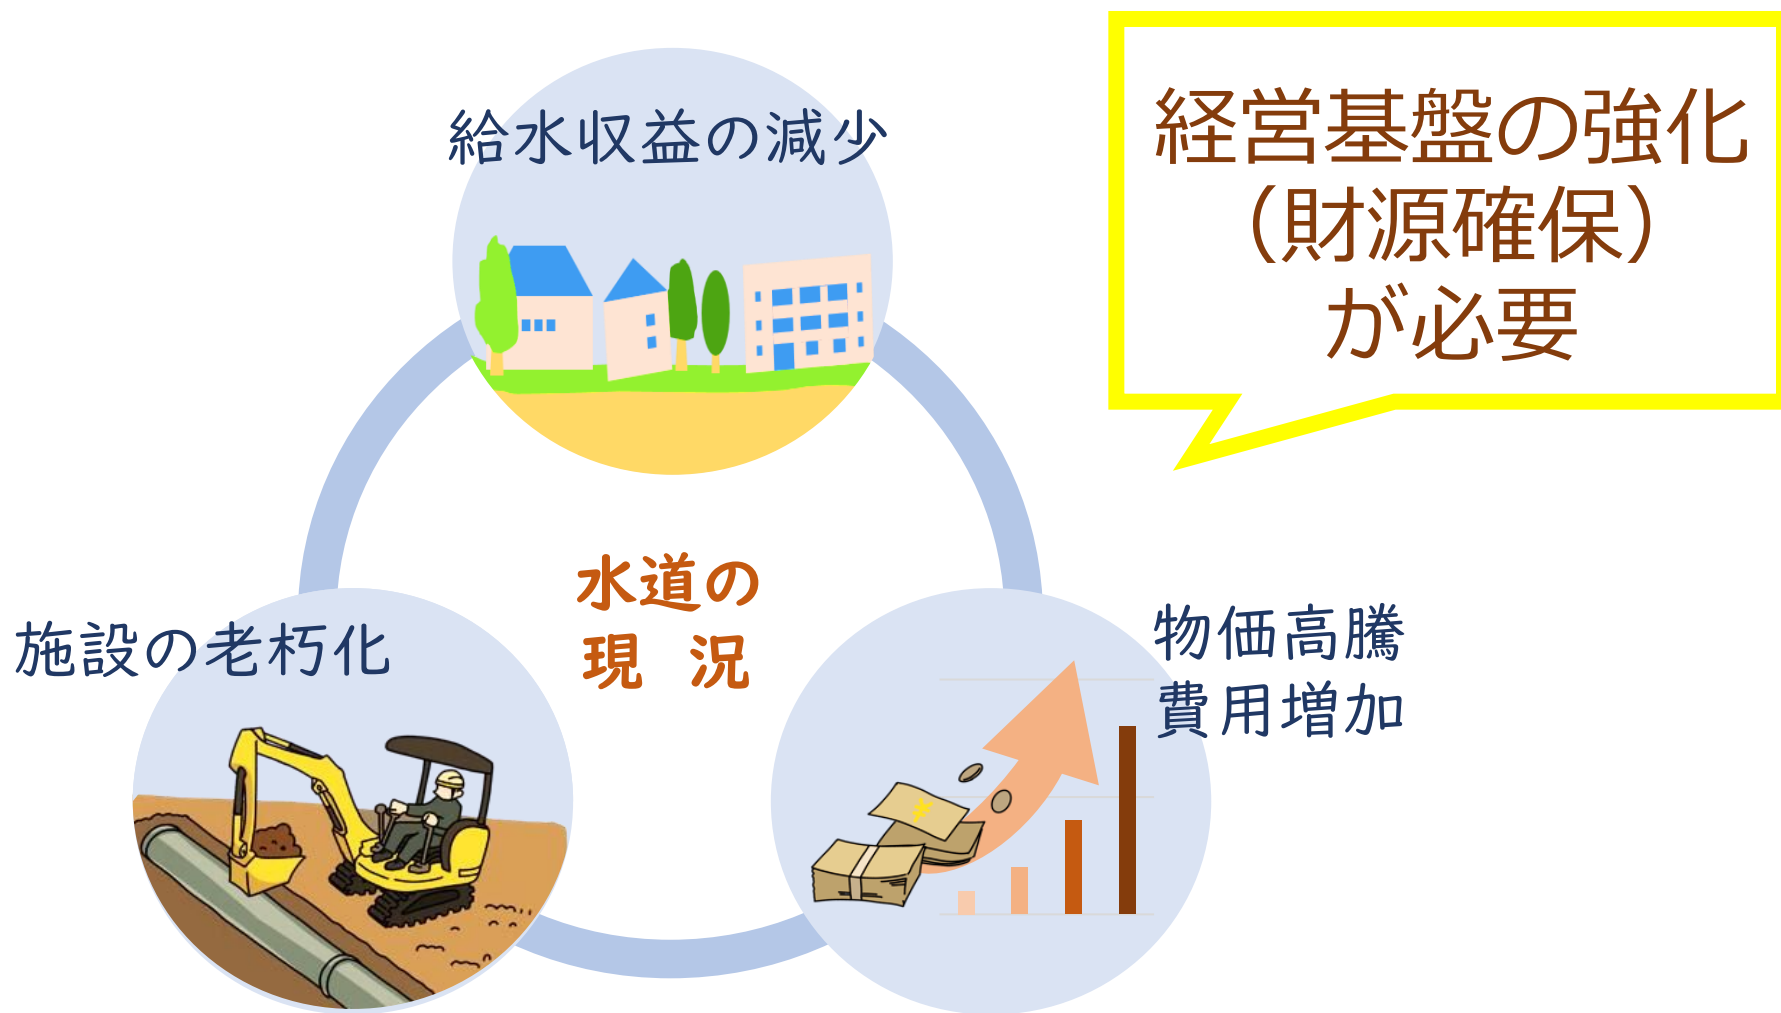 給水収益の減少
経営基盤の強化
（財源確保）
が必要
水道の
現 況
施設の老朽化
物価高騰
費用増加
¥